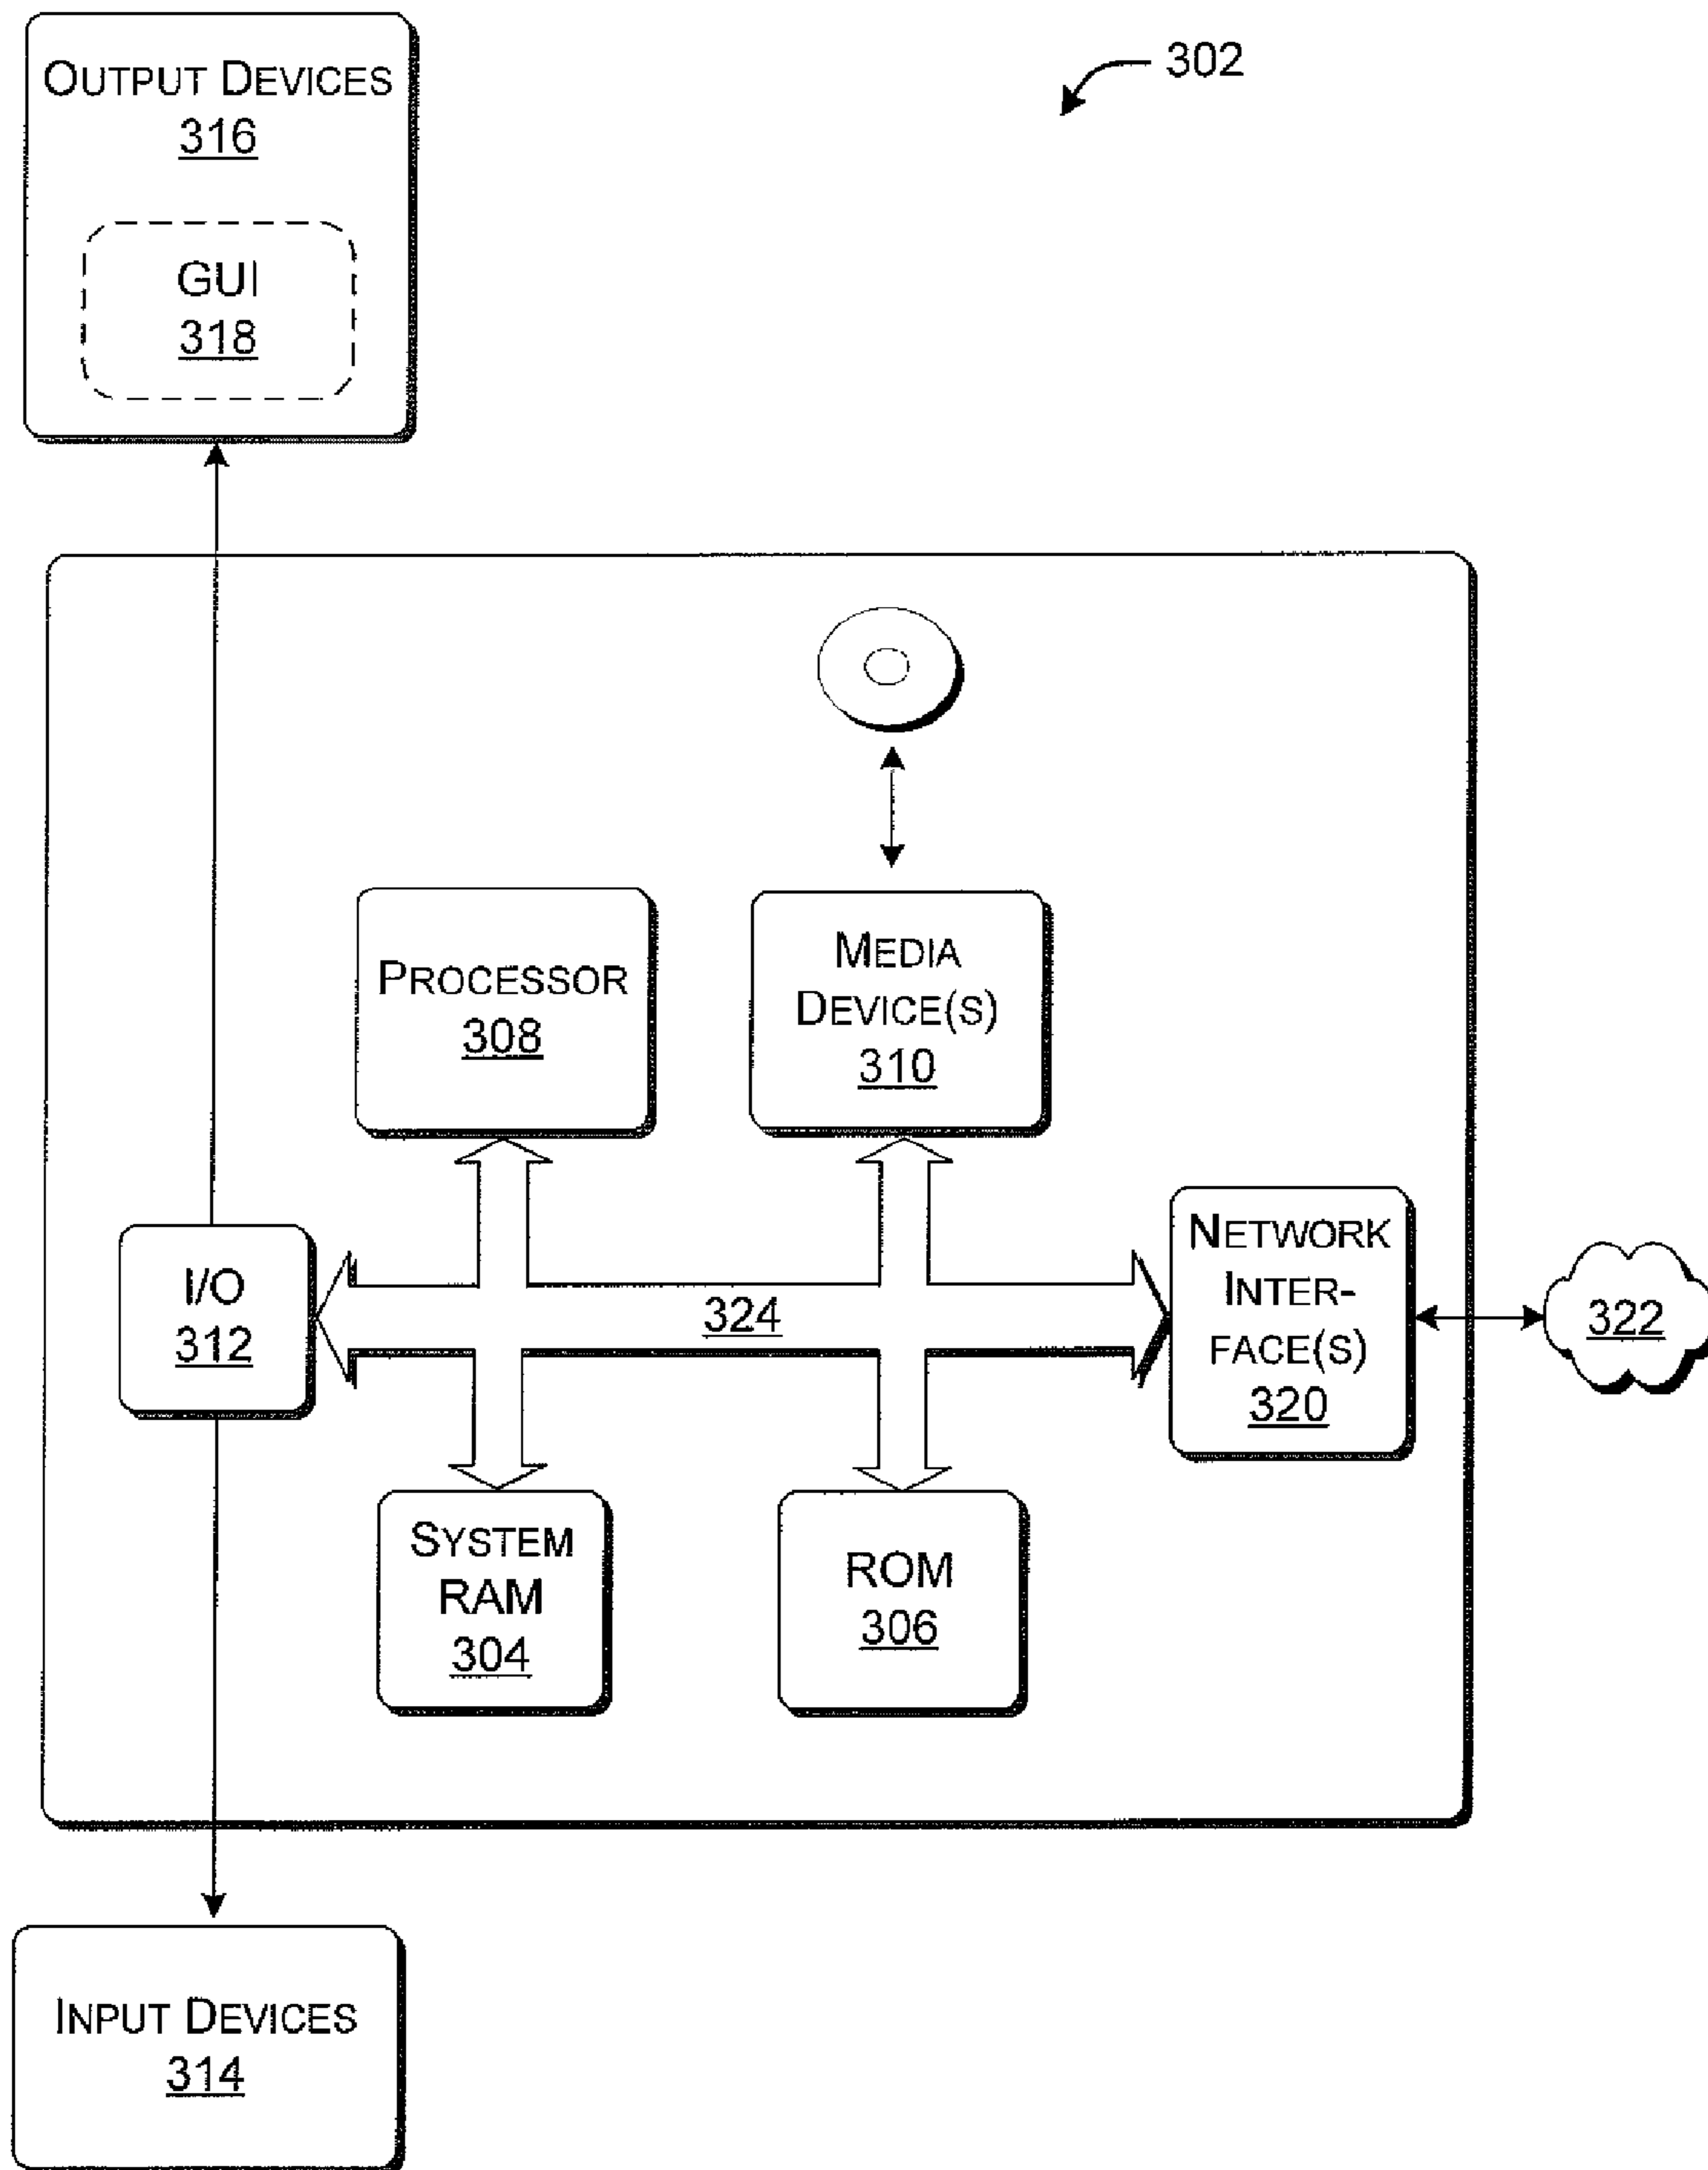 302
OUTPUT DEVICES
316
GUI
318
PROCESSOR
308
MEDIA
DEVICE(S)
310
I/O
312
324
NETWORK
INTER-
FACE(S)
320
322
SYSTEM
RAM
304
ROM
306
INPUT DEVICES
314